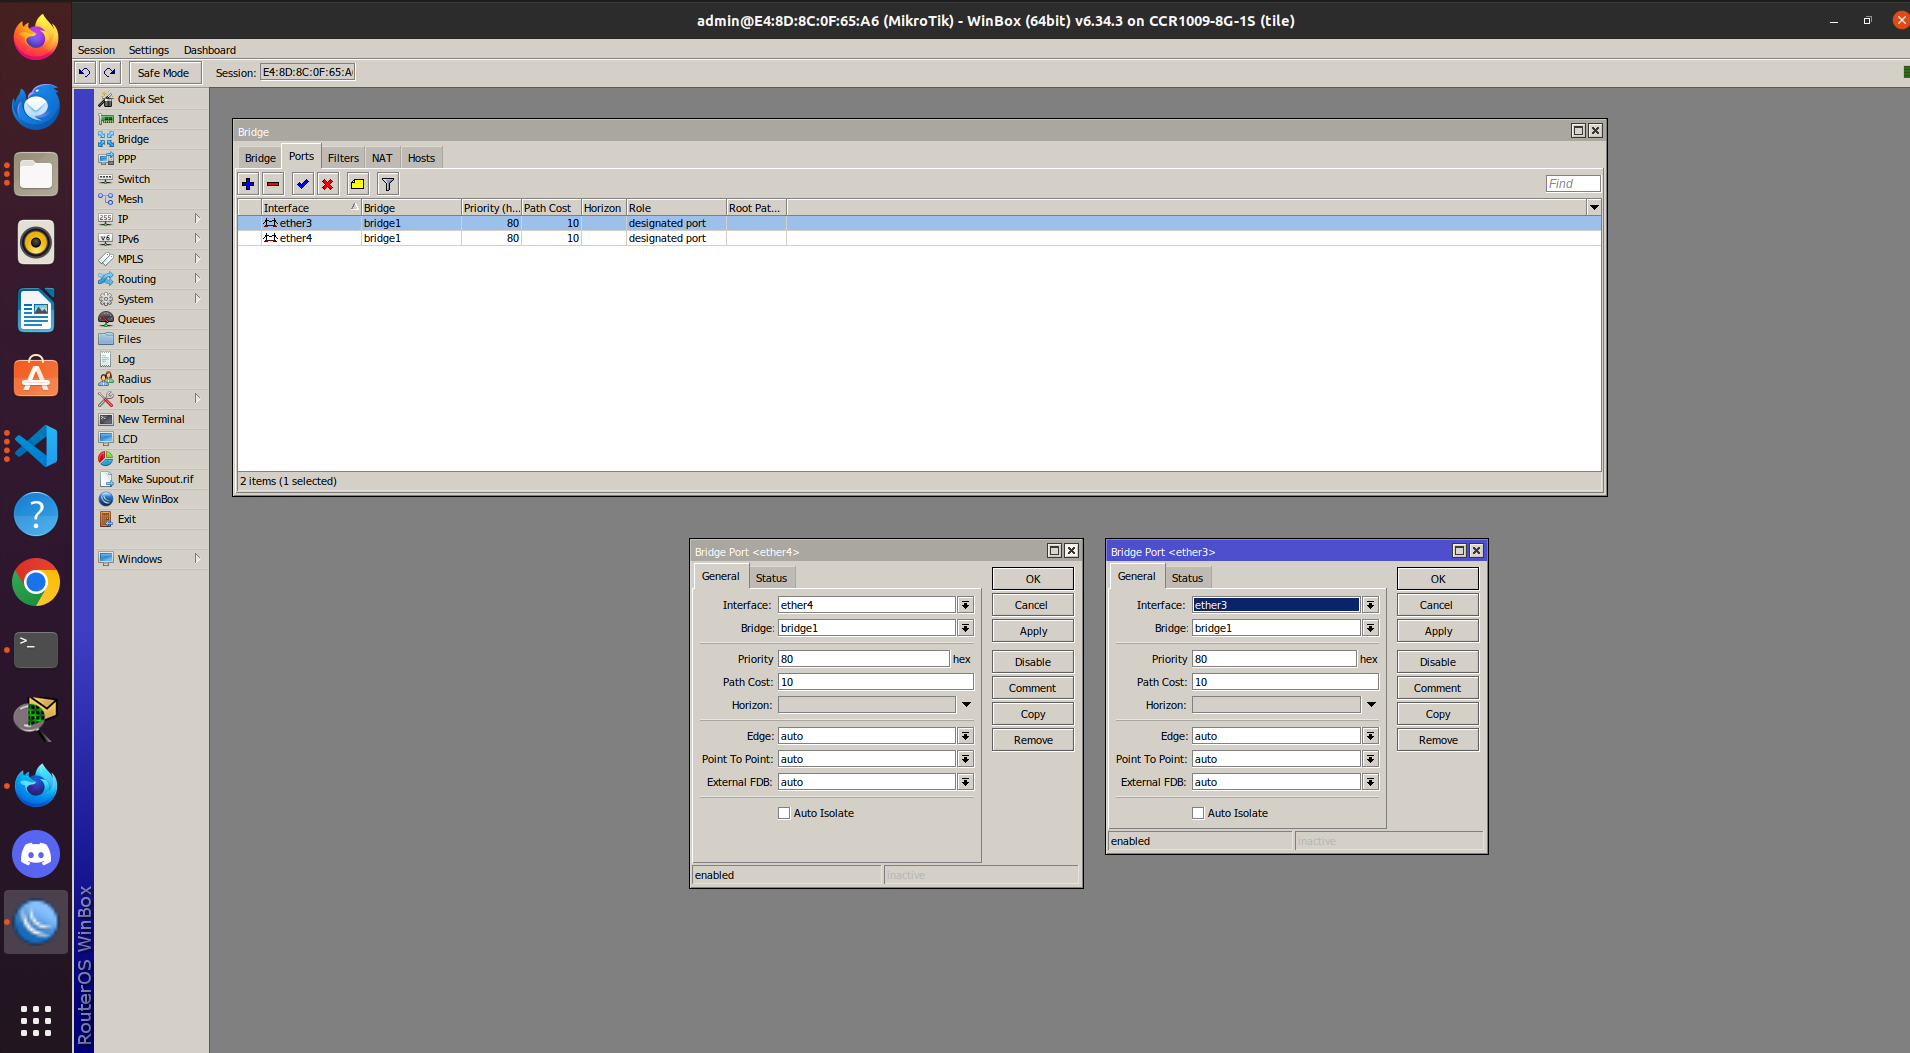 admin@E4:8D:8C:0F:65:A6 (MikroTik) - WinBox (64bit) v6.34.3 on CCR1009-8G-1S (tile)
Session Settings Dashboard
Safe Mode Session: E4:8D:8C:0F:65:A
Quick Set
Interfaces
Bridge
PPP
Switch
Mesh
IP
IPv6
MPLS
Routing
System
Queues
Files
Log
Radius
Tools
New Terminal
LCD
Partition
Make Supout.rif
New WinBox
Exit
Windows
RouterOS WinBox
Bridge
Bridge Ports Filters NAT Hosts
Find
Interface Bridge Priority (h... Path Cost Horizon Role Root Pat...
ether3 bridge1 80 10 designated port
ether4 bridge1 80 10 designated port
2 items (1 selected)
Bridge Port <ether4>
General Status
Interface: ether4
Bridge: bridge1
Priority 80 hex
Path Cost: 10
Horizon:
Edge: auto
Point To Point: auto
External FDB: auto
Auto Isolate
OK
Cancel
Apply
Disable
Comment
Copy
Remove
enabled inactive
Bridge Port <ether3>
General Status
Interface: ether3
Bridge: bridge1
Priority 80 hex
Path Cost: 10
Horizon:
Edge: auto
Point To Point: auto
External FDB: auto
Auto Isolate
OK
Cancel
Apply
Disable
Comment
Copy
Remove
enabled inactive